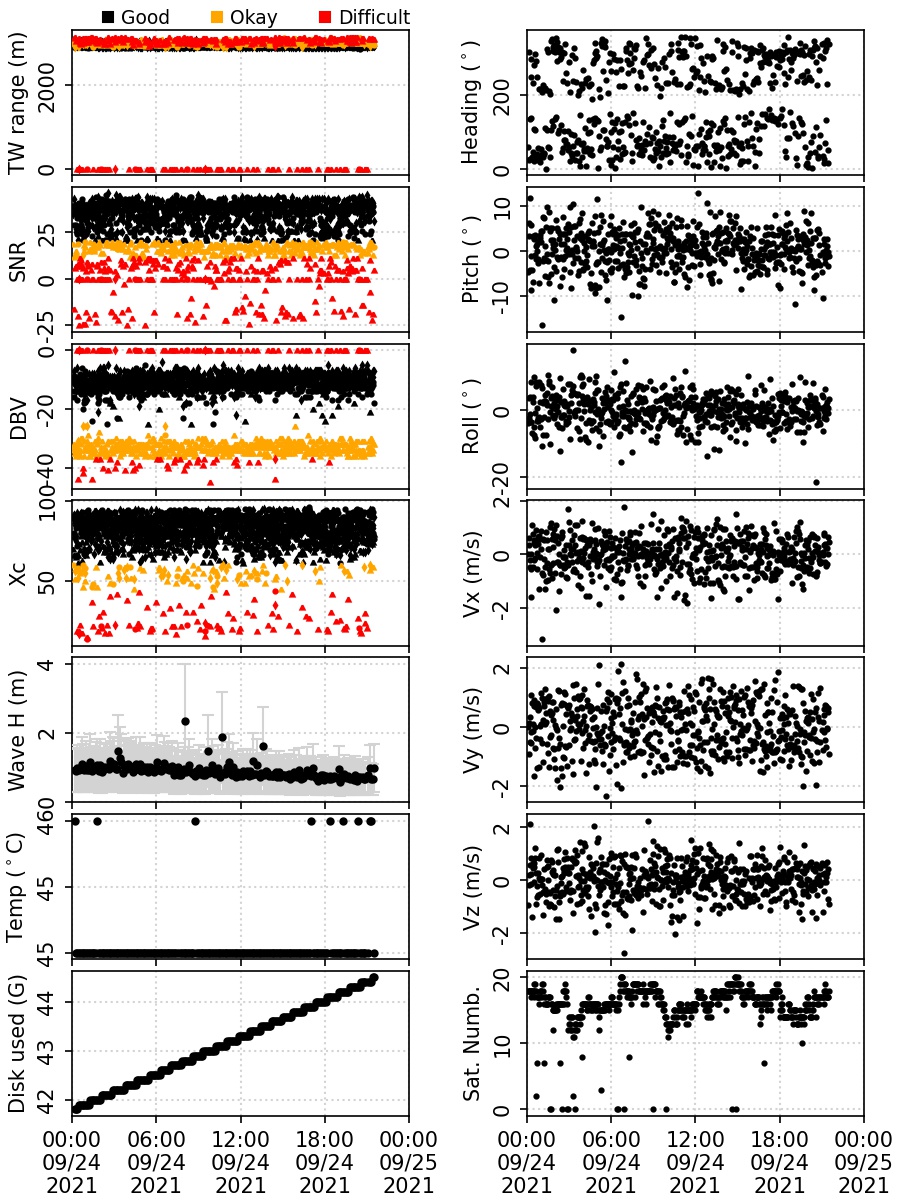 Good Okay Difficult
TW range (m)
2000
0
Heading (°)
200
0
SNR
25
0
-25
Pitch (°)
10
0
-10
DBV
0
-20
-40
Roll (°)
0
-20
Xc
100
50
Vx (m/s)
2
0
-2
Wave H (m)
4
2
0
Vy (m/s)
2
0
-2
Temp (°C)
46
45
45
Vz (m/s)
2
0
-2
Disk used (G)
44
43
42
Sat. Numb.
20
10
0
00:00 06:00 12:00 18:00 00:00
09/24 09/24 09/24 09/24 09/25
2021 2021 2021 2021 2021
00:00 06:00 12:00 18:00 00:00
09/24 09/24 09/24 09/24 09/25
2021 2021 2021 2021 2021